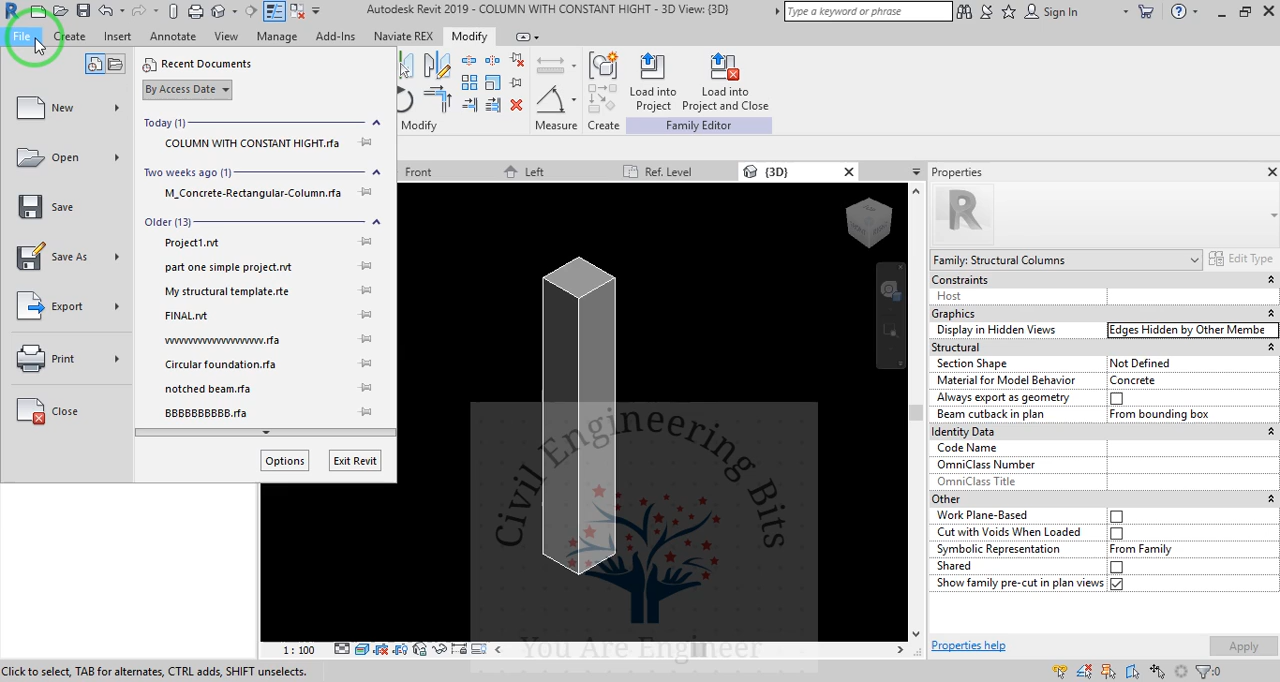 Autodesk Revit 2019 - COLUMN WITH CONSTANT HIGHT - 3D View: {3D}
Type a keyword or phrase
Sign In
File
Create
Insert
Annotate
View
Manage
Add-Ins
Naviate REX
Modify
Load into Project
Load into Project and Close
Modify
Measure
Create
Family Editor
Recent Documents
By Access Date
New
Open
Save
Save As
Export
Print
Close
Today (1)
COLUMN WITH CONSTANT HIGHT.rfa
Two weeks ago (1)
M_Concrete-Rectangular-Column.rfa
Older (13)
Project1.rvt
part one simple project.rvt
My structural template.rte
FINAL.rvt
vwvwvwvwvwvwvwvw.rfa
Circular foundation.rfa
notched beam.rfa
BBBBBBBBBB.rfa
Options
Exit Revit
Front
Left
Ref. Level
{3D}
Civil Engineering Bits
You Are Engineer
Properties
Family: Structural Columns
Edit Type
Constraints
Host
Graphics
Display in Hidden Views
Edges Hidden by Other Membe
Structural
Section Shape
Not Defined
Material for Model Behavior
Concrete
Always export as geometry
Beam cutback in plan
From bounding box
Identity Data
Code Name
OmniClass Number
OmniClass Title
Other
Work Plane-Based
Cut with Voids When Loaded
Symbolic Representation
From Family
Shared
Show family pre-cut in plan views
Properties help
Apply
1 : 100
Click to select, TAB for alternates, CTRL adds, SHIFT unselects.
:0